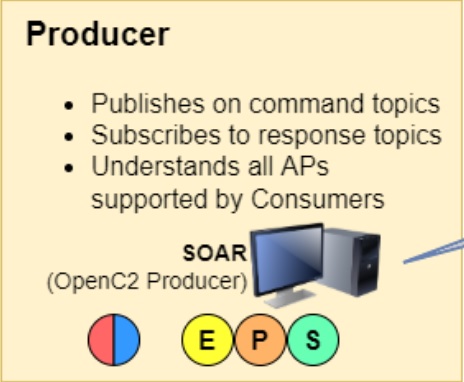 Producer
• Publishes on command topics
• Subscribes to response topics
• Understands all APs
supported by Consumers
SOAR
(OpenC2 Producer)
E P S